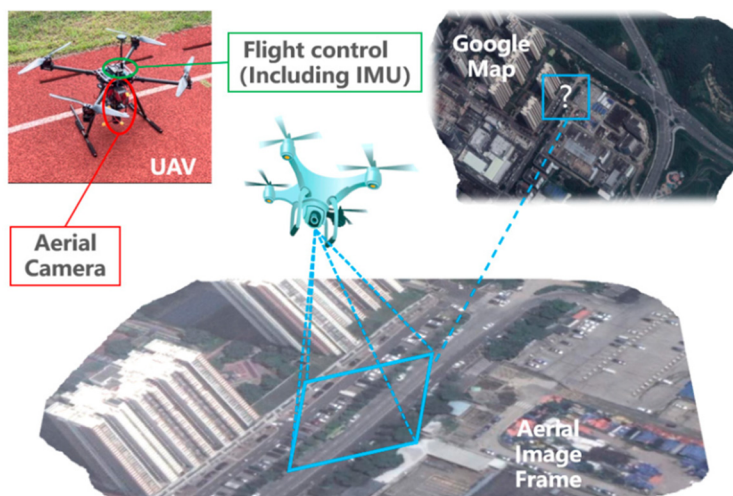 Flight control
(Including IMU)
Google
Map
?
UAV
Aerial
Camera
Aerial
Image
Frame